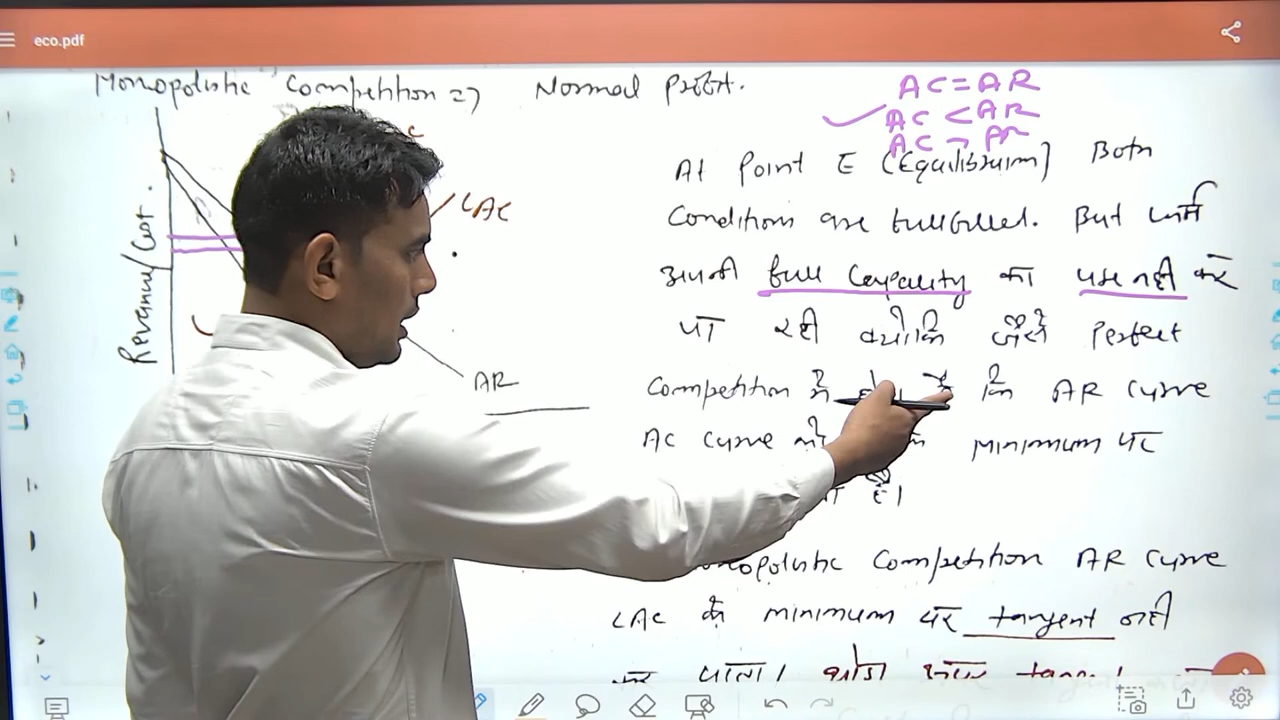 eco.pdf
Monopolistic Competition => Normal Profit.
AC = AR
AC < AR
AC > AR
Revenue/Cost.
LAC
AR
At Point E (Equilibrium) Both
Conditions are fullfilled. But फर्म
अपनी full Capacity का use नही कर
पा रही क्योंकि जैसे Perfect
Competition में कि AR Curve
AC Curve को minimum पर
है।
Competition AR Curve
LAC के minimum पर tangent नही
कर पाता। थोडा